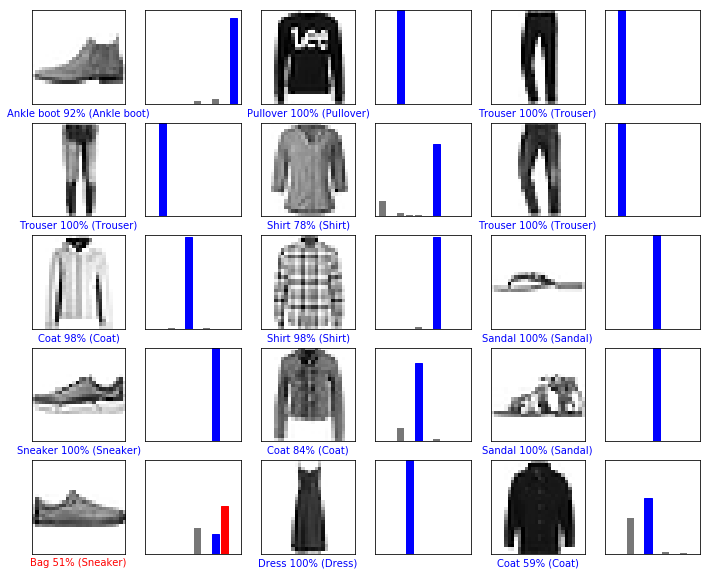 Lee
Ankle boot 92% (Ankle boot)
Pullover 100% (Pullover)
Trouser 100% (Trouser)
Trouser 100% (Trouser)
Shirt 78% (Shirt)
Trouser 100% (Trouser)
Coat 98% (Coat)
Shirt 98% (Shirt)
Sandal 100% (Sandal)
Sneaker 100% (Sneaker)
Coat 84% (Coat)
Sandal 100% (Sandal)
Bag 51% (Sneaker)
Dress 100% (Dress)
Coat 59% (Coat)